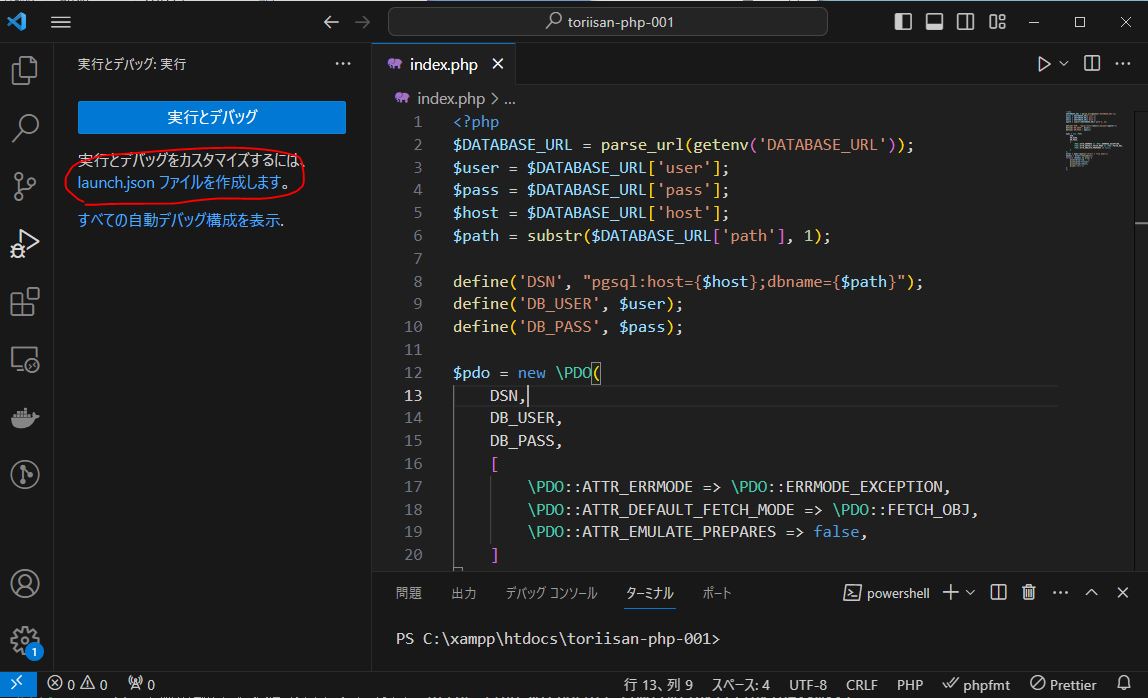 toriisan-php-001
実行とデバッグ: 実行
実行とデバッグ
実行とデバッグをカスタマイズするには、
launch.json ファイルを作成します。
すべての自動デバッグ構成を表示.
1
index.php
index.php > ...
1 <?php
2 $DATABASE_URL = parse_url(getenv('DATABASE_URL'));
3 $user = $DATABASE_URL['user'];
4 $pass = $DATABASE_URL['pass'];
5 $host = $DATABASE_URL['host'];
6 $path = substr($DATABASE_URL['path'], 1);
7
8 define('DSN', "pgsql:host={$host};dbname={$path}");
9 define('DB_USER', $user);
10 define('DB_PASS', $pass);
11
12 $pdo = new \PDO(
13 DSN,
14 DB_USER,
15 DB_PASS,
16 [
17 \PDO::ATTR_ERRMODE => \PDO::ERRMODE_EXCEPTION,
18 \PDO::ATTR_DEFAULT_FETCH_MODE => \PDO::FETCH_OBJ,
19 \PDO::ATTR_EMULATE_PREPARES => false,
20 ]
問題 出力 デバッグ コンソール ターミナル ポート powershell
PS C:\xampp\htdocs\toriisan-php-001>
0 0 0 行 13、列 9 スペース: 4 UTF-8 CRLF PHP phpfmt Prettier